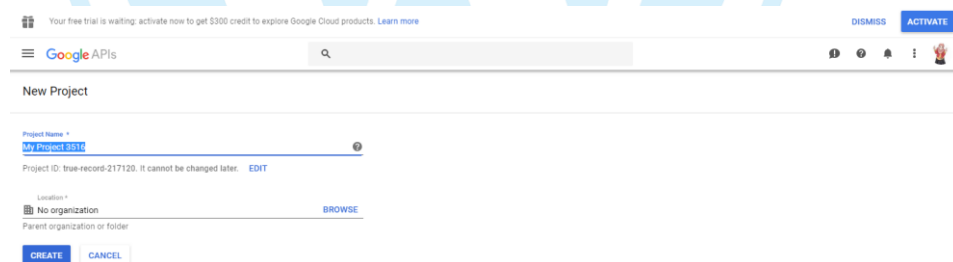 Your free trial is waiting: activate now to get $300 credit to explore Google Cloud products. Learn more
DISMISS
ACTIVATE
Google APIs
New Project
Project Name *
My Project 3516
Project ID: true-record-217120. It cannot be changed later. EDIT
Location *
No organization
BROWSE
Parent organization or folder
CREATE
CANCEL